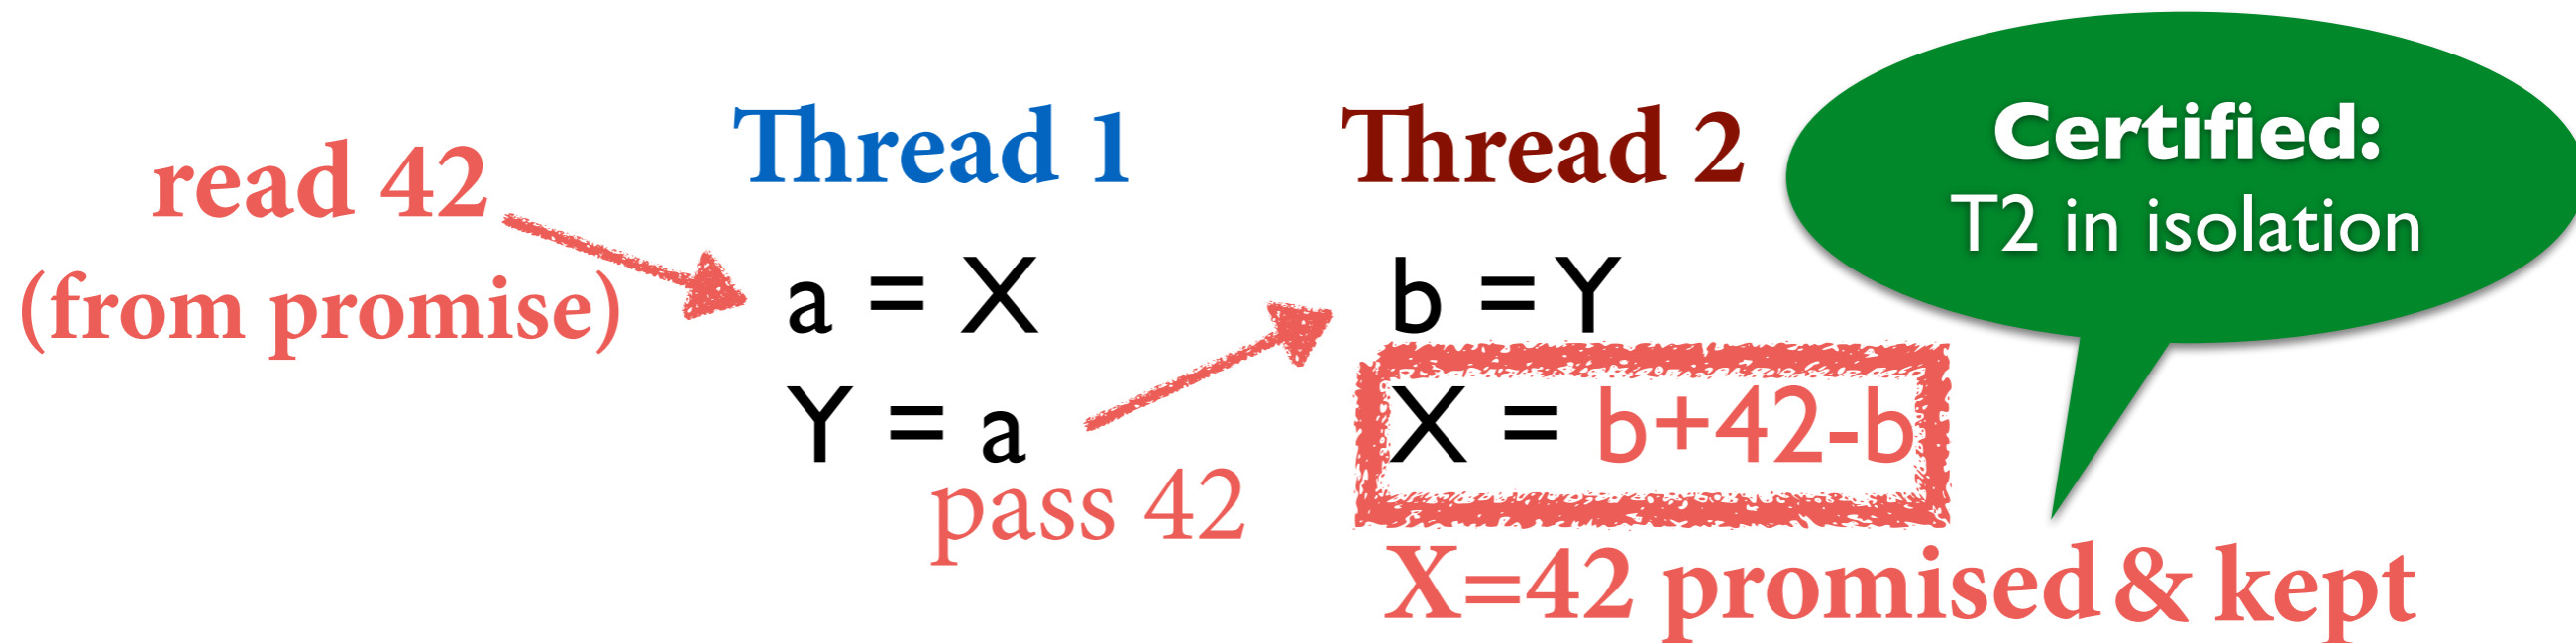 Thread 1
Thread 2
Certified:
T2 in isolation
read 42
(from promise)
a = X
b = Y
Y = a
X = b+42-b
pass 42
X=42 promised & kept